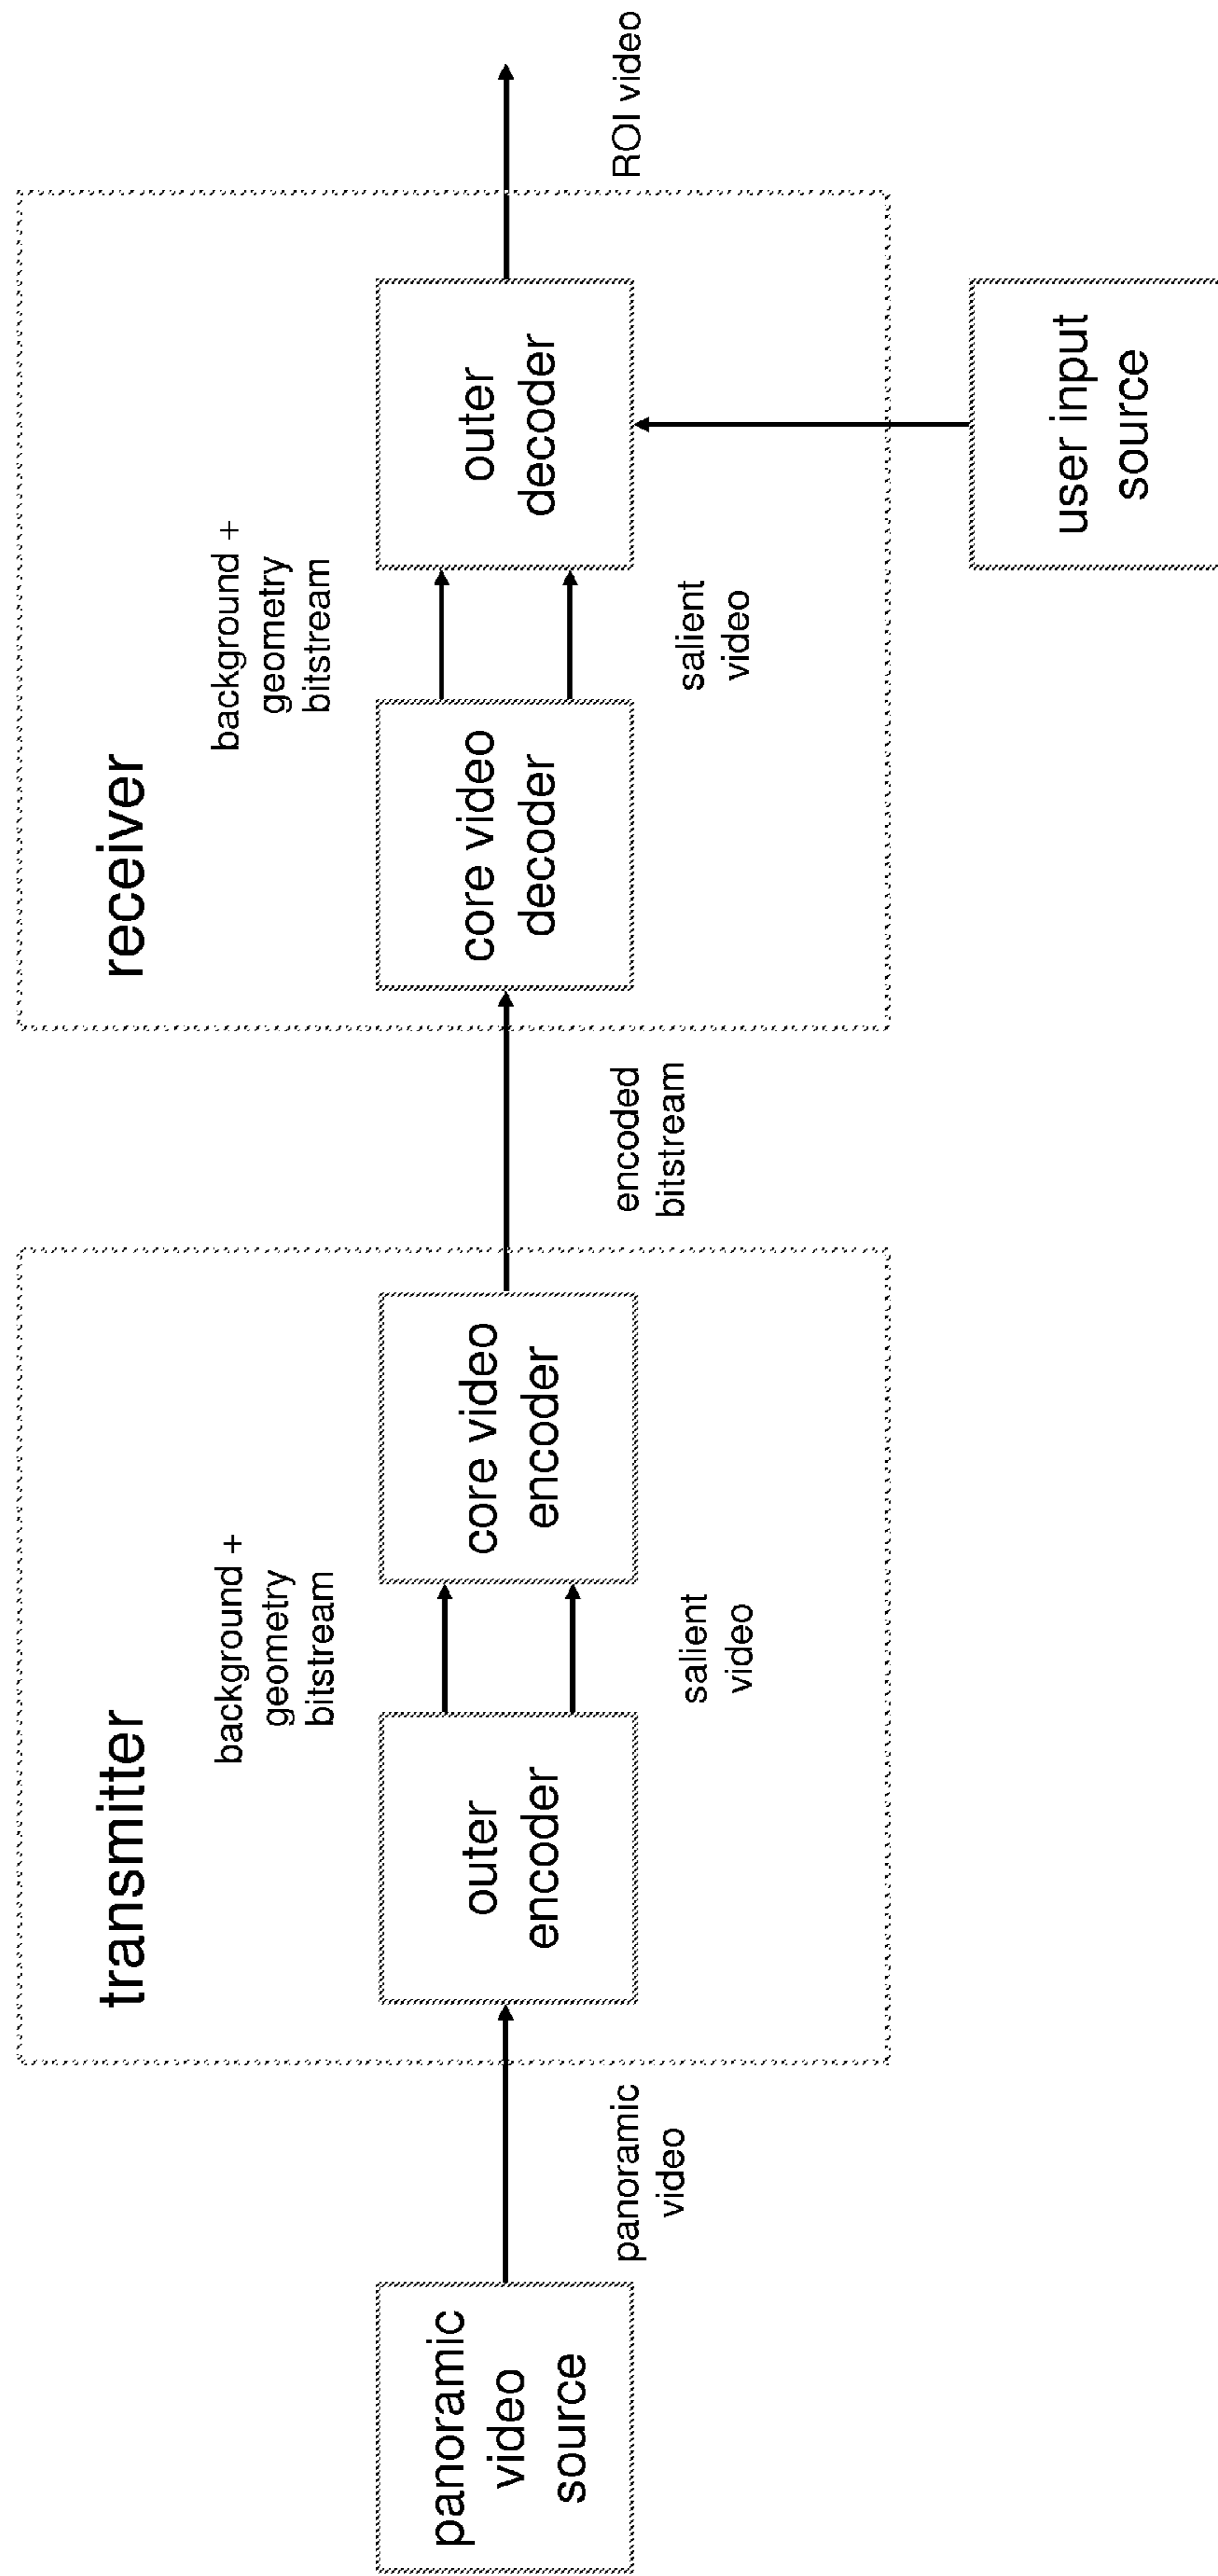 transmitter
receiver
background +
geometry
bitstream
background +
geometry
bitstream
panoramic
video
source
outer
encoder
core video
encoder
core video
decoder
outer
decoder
panoramic
video
salient
video
encoded
bitstream
salient
video
ROI video
user input
source